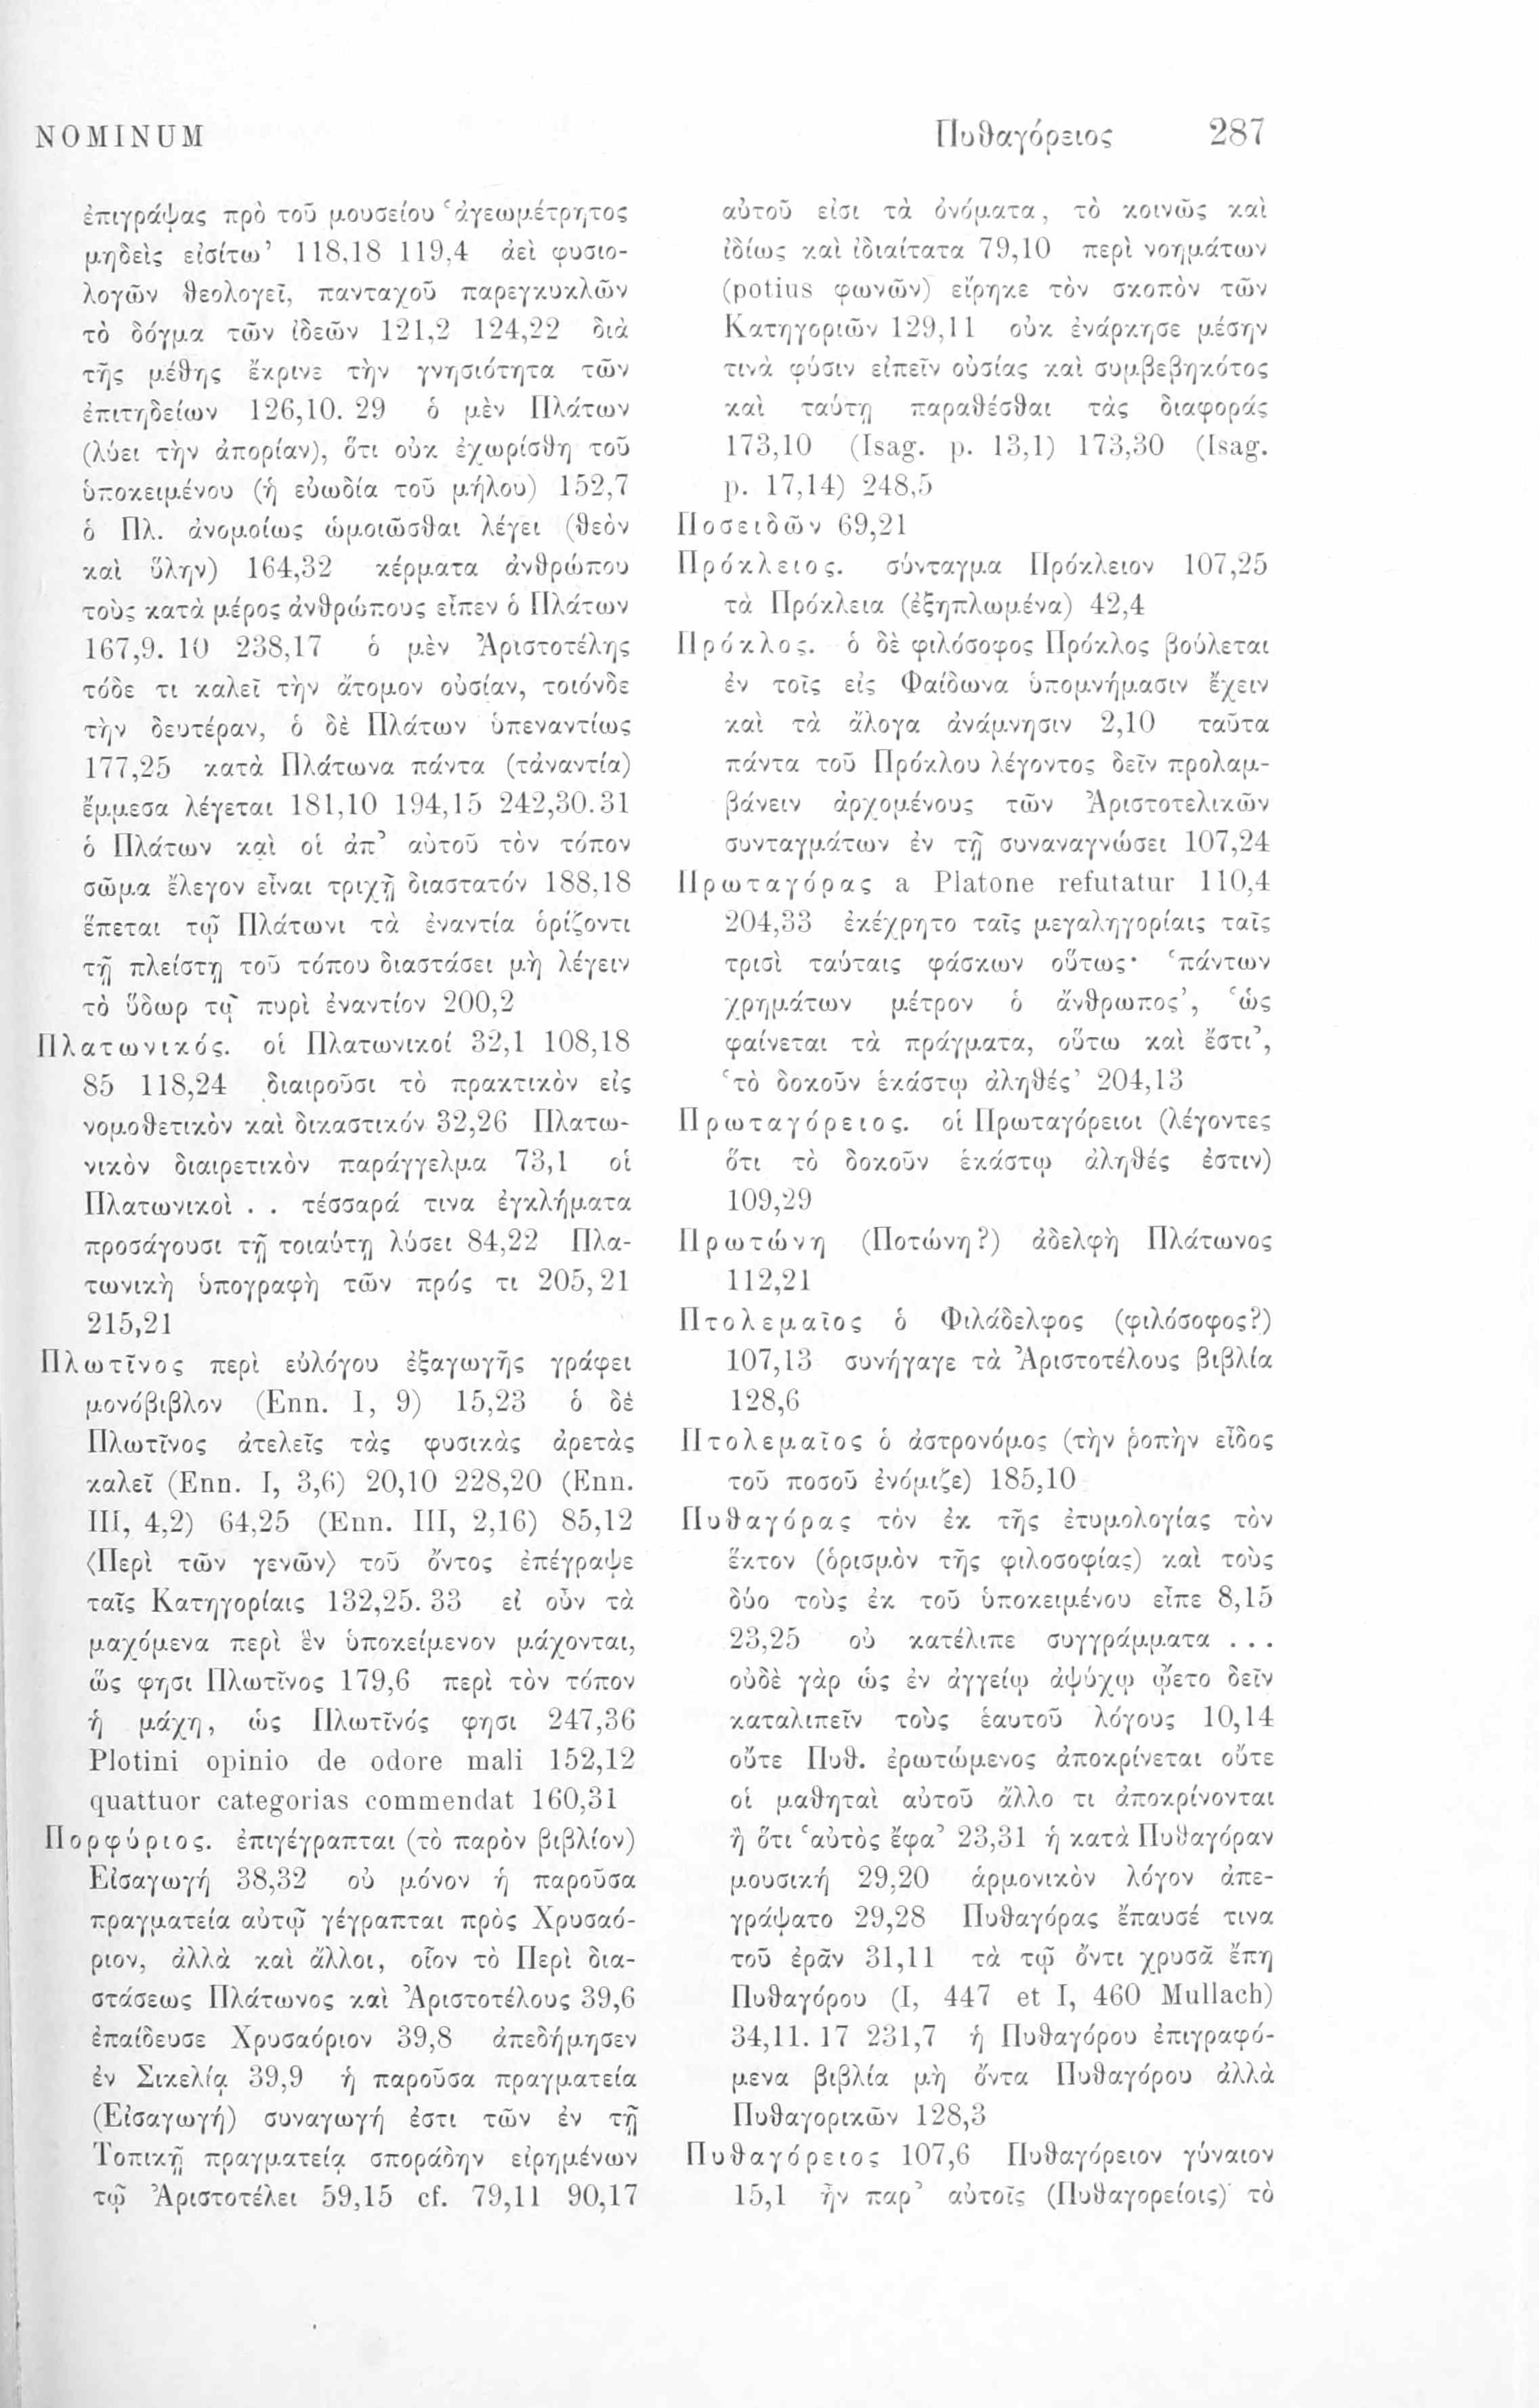 NOMINUM
Πυθαγόρειος 287
ἐπιγράψας πρὸ τοῦ μουσείου ‘ἀγεωμέτρητος
μηδεὶς εἰσίτω’ 118,18 119,4 ἀεὶ φυσιο-
λογῶν θεολογεῖ, πανταχοῦ παρεγκυκλῶν
τὸ δόγμα τῶν ἰδεῶν 121,2 124,22 διὰ
τῆς μέθης ἔκρινε τὴν γνησιότητα τῶν
ἐπιτηδείων 126,10. 29 ὁ μὲν Πλάτων
(λύει τὴν ἀπορίαν), ὅτι οὐκ ἐχωρίσθη τοῦ
ὑποκειμένου (ἡ εὐωδία τοῦ μήλου) 152,7
ὁ Πλ. ἀνομοίως ὡμοιῶσθαι λέγει (θεὸν
καὶ ὕλην) 164,32 κέρματα ἀνθρώπου
τοὺς κατὰ μέρος ἀνθρώπους εἶπεν ὁ Πλάτων
167,9. 10 238,17 ὁ μὲν Ἀριστοτέλης
τόδε τι καλεῖ τὴν ἄτομον οὐσίαν, τοιόνδε
τὴν δευτέραν, ὁ δὲ Πλάτων ὑπεναντίως
177,25 κατὰ Πλάτωνα πάντα (τἀναντία)
ἔμμεσα λέγεται 181,10 194,15 242,30. 31
ὁ Πλάτων καὶ οἱ ἀπ’ αὐτοῦ τὸν τόπον
σῶμα ἔλεγον εἶναι τριχῇ διαστατόν 188,18
ἕπεται τῷ Πλάτωνι τὰ ἐναντία ὁρίζοντι
τῇ πλείστῃ τοῦ τόπου διαστάσει μὴ λέγειν
τὸ ὕδωρ τῷ πυρὶ ἐναντίον 200,2
Πλατωνικός. οἱ Πλατωνικοί 32,1 108,18
85 118,24 διαιροῦσι τὸ πρακτικὸν εἰς
νομοθετικὸν καὶ δικαστικόν 32,26 Πλατω-
νικὸν διαιρετικὸν παράγγελμα 73,1 οἱ
Πλατωνικοὶ . . τέσσαρά τινα ἐγκλήματα
προσάγουσι τῇ τοιαύτῃ λύσει 84,22 Πλα-
τωνικὴ ὑπογραφὴ τῶν πρός τι 205,21
215,21
Πλωτῖνος περὶ εὐλόγου ἐξαγωγῆς γράφει
μονόβιβλον (Enn. I, 9) 15,23 ὁ δὲ
Πλωτῖνος ἀτελεῖς τὰς φυσικὰς ἀρετὰς
καλεῖ (Enn. I, 3,6) 20,10 228,20 (Enn.
III, 4,2) 64,25 (Enn. III, 2,16) 85,12
⟨Περὶ τῶν γενῶν⟩ τοῦ ὄντος ἐπέγραψε
ταῖς Κατηγορίαις 132,25. 33 εἰ οὖν τὰ
μαχόμενα περὶ ἓν ὑποκείμενον μάχονται,
ὥς φησι Πλωτῖνος 179,6 περὶ τὸν τόπον
ἡ μάχη, ὡς Πλωτῖνός φησι 247,36
Plotini opinio de odore mali 152,12
quattuor categorias commendat 160,31
Πορφύριος. ἐπιγέγραπται (τὸ παρὸν βιβλίον)
Εἰσαγωγή 38,32 οὐ μόνον ἡ παροῦσα
πραγματεία αὐτῷ γέγραπται πρὸς Χρυσαό-
ριον, ἀλλὰ καὶ ἄλλοι, οἷον τὸ Περὶ δια-
στάσεως Πλάτωνος καὶ Ἀριστοτέλους 39,6
ἐπαίδευσε Χρυσαόριον 39,8 ἀπεδήμησεν
ἐν Σικελίᾳ 39,9 ἡ παροῦσα πραγματεία
(Εἰσαγωγή) συναγωγή ἐστι τῶν ἐν τῇ
Τοπικῇ πραγματείᾳ σποράδην εἰρημένων
τῷ Ἀριστοτέλει 59,15 cf. 79,11 90,17
αὐτοῦ εἰσι τὰ ὀνόματα, τὸ κοινῶς καὶ
ἰδίως καὶ ἰδιαίτατα 79,10 περὶ νοημάτων
(potius φωνῶν) εἴρηκε τὸν σκοπὸν τῶν
Κατηγοριῶν 129,11 οὐκ ἐνάρκησε μέσην
τινὰ φύσιν εἰπεῖν οὐσίας καὶ συμβεβηκότος
καὶ ταύτῃ παραθέσθαι τὰς διαφοράς
173,10 (Isag. p. 13,1) 173,30 (Isag.
p. 17,14) 248,5
Ποσειδῶν 69,21
Πρόκλειος. σύνταγμα Πρόκλειον 107,25
τὰ Πρόκλεια (ἐξηπλωμένα) 42,4
Πρόκλος. ὁ δὲ φιλόσοφος Πρόκλος βούλεται
ἐν τοῖς εἰς Φαίδωνα ὑπομνήμασιν ἔχειν
καὶ τὰ ἄλογα ἀνάμνησιν 2,10 ταῦτα
πάντα τοῦ Πρόκλου λέγοντος δεῖν προλαμ-
βάνειν ἀρχομένους τῶν Ἀριστοτελικῶν
συνταγμάτων ἐν τῇ συναναγνώσει 107,24
Πρωταγόρας a Platone refutatur 110,4
204,33 ἐκέχρητο ταῖς μεγαληγορίαις ταῖς
τρισὶ ταύταις φάσκων οὕτως· ‘πάντων
χρημάτων μέτρον ὁ ἄνθρωπος’, ‘ὡς
φαίνεται τὰ πράγματα, οὕτω καὶ ἔστι’,
‘τὸ δοκοῦν ἑκάστῳ ἀληθές’ 204,13
Πρωταγόρειος. οἱ Πρωταγόρειοι (λέγοντες
ὅτι τὸ δοκοῦν ἑκάστῳ ἀληθές ἐστιν)
109,29
Πρωτώνη (Ποτώνη?) ἀδελφὴ Πλάτωνος
112,21
Πτολεμαῖος ὁ Φιλάδελφος (φιλόσοφος?)
107,13 συνήγαγε τὰ Ἀριστοτέλους βιβλία
128,6
Πτολεμαῖος ὁ ἀστρονόμος (τὴν ῥοπὴν εἶδος
τοῦ ποσοῦ ἐνόμιζε) 185,10
Πυθαγόρας τὸν ἐκ τῆς ἐτυμολογίας τὸν
ἕκτον (ὁρισμὸν τῆς φιλοσοφίας) καὶ τοὺς
δύο τοὺς ἐκ τοῦ ὑποκειμένου εἶπε 8,15
23,25 οὐ κατέλιπε συγγράμματα . . .
οὐδὲ γὰρ ὡς ἐν ἀγγείῳ ἀψύχῳ ᾤετο δεῖν
καταλιπεῖν τοὺς ἑαυτοῦ λόγους 10,14
οὔτε Πυθ. ἐρωτώμενος ἀποκρίνεται οὔτε
οἱ μαθηταὶ αὐτοῦ ἄλλο τι ἀποκρίνονται
ἢ ὅτι ‘αὐτὸς ἔφα’ 23,31 ἡ κατὰ Πυθαγόραν
μουσική 29,20 ἁρμονικὸν λόγον ἀπε-
γράψατο 29,28 Πυθαγόρας ἔπαυσέ τινα
τοῦ ἐρᾶν 31,11 τὰ τῷ ὄντι χρυσᾶ ἔπη
Πυθαγόρου (I, 447 et I, 460 Mullach)
34,11. 17 231,7 ἡ Πυθαγόρου ἐπιγραφό-
μενα βιβλία μὴ ὄντα Πυθαγόρου ἀλλὰ
Πυθαγορικῶν 128,3
Πυθαγόρειος 107,6 Πυθαγόρειον γύναιον
15,1 ἦν παρ’ αὐτοῖς (Πυθαγορείοις) τὸ